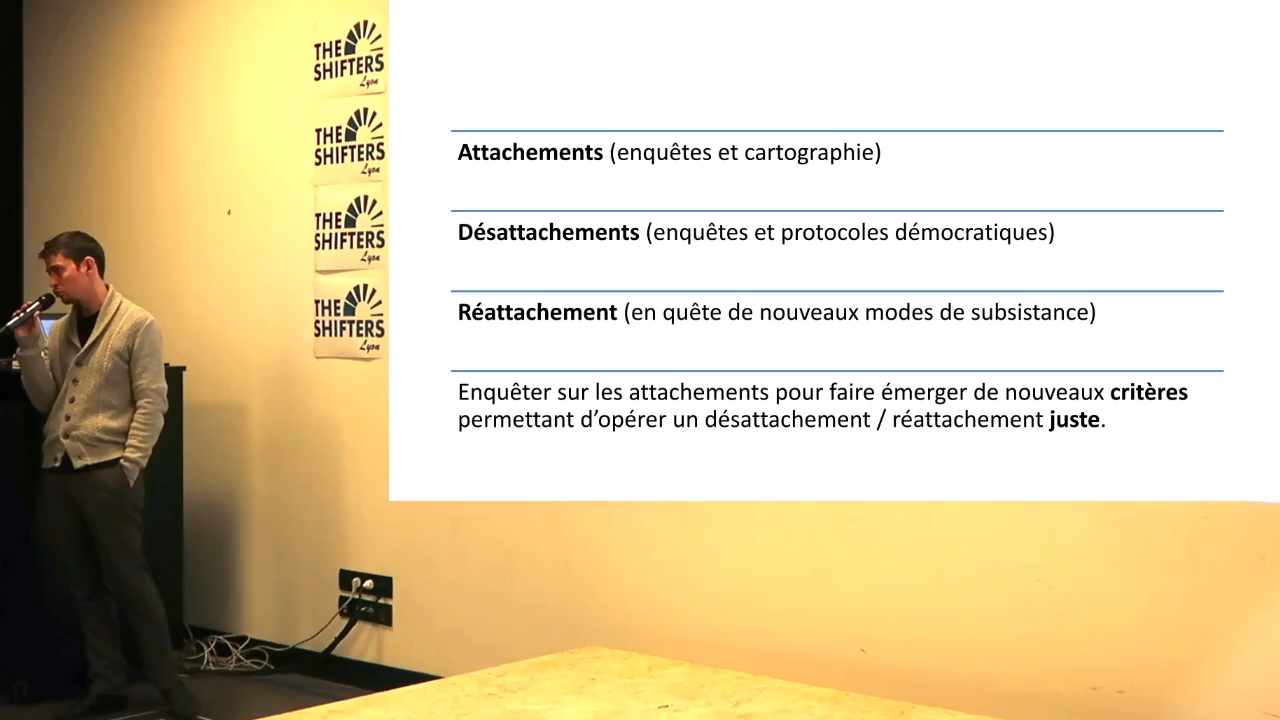 THE
SHIFTERS
Lyon
THE
SHIFTERS
Lyon
THE
SHIFTERS
Lyon
THE
SHIFTERS
Lyon
Attachements (enquêtes et cartographie)
Désattachements (enquêtes et protocoles démocratiques)
Réattachement (en quête de nouveaux modes de subsistance)
Enquêter sur les attachements pour faire émerger de nouveaux critères
permettant d’opérer un désattachement / réattachement juste.